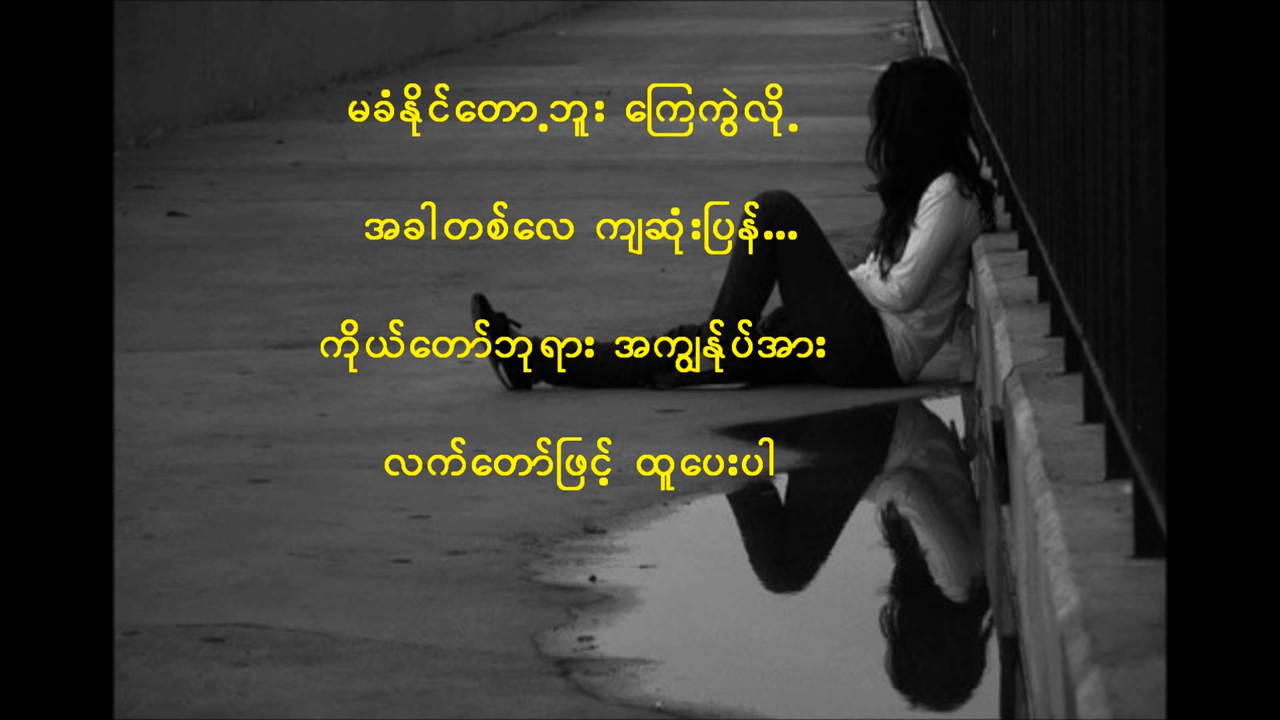 မခံနိုင်တော့ဘူး ကြေကွဲလို့
အခါတစ်လေ ကျဆုံးပြန်...
ကိုယ်တော်ဘုရား အကျွန်ုပ်အား
လက်တော်ဖြင့် ထူပေးပါ